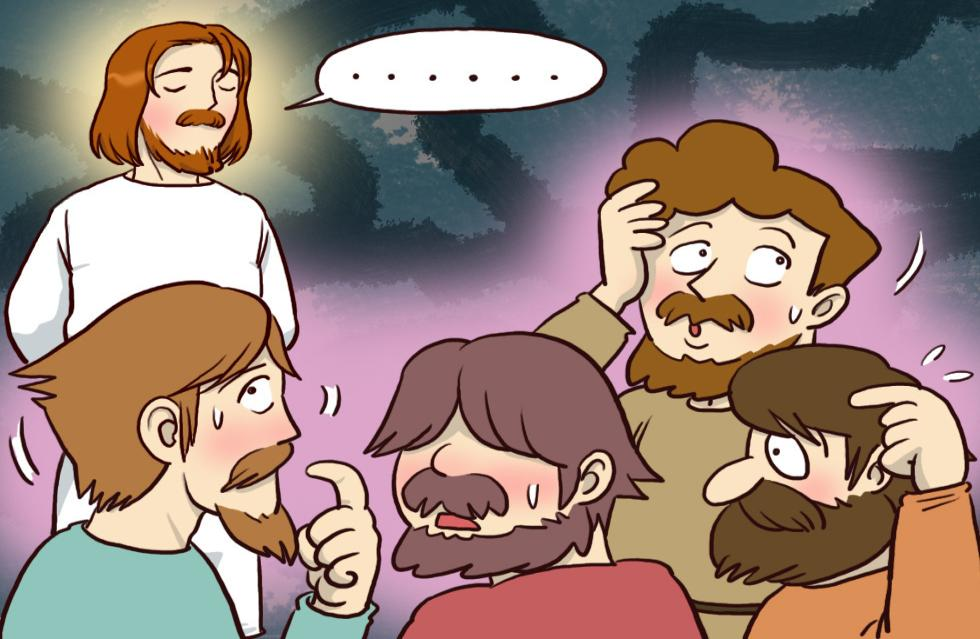 . . . . . .